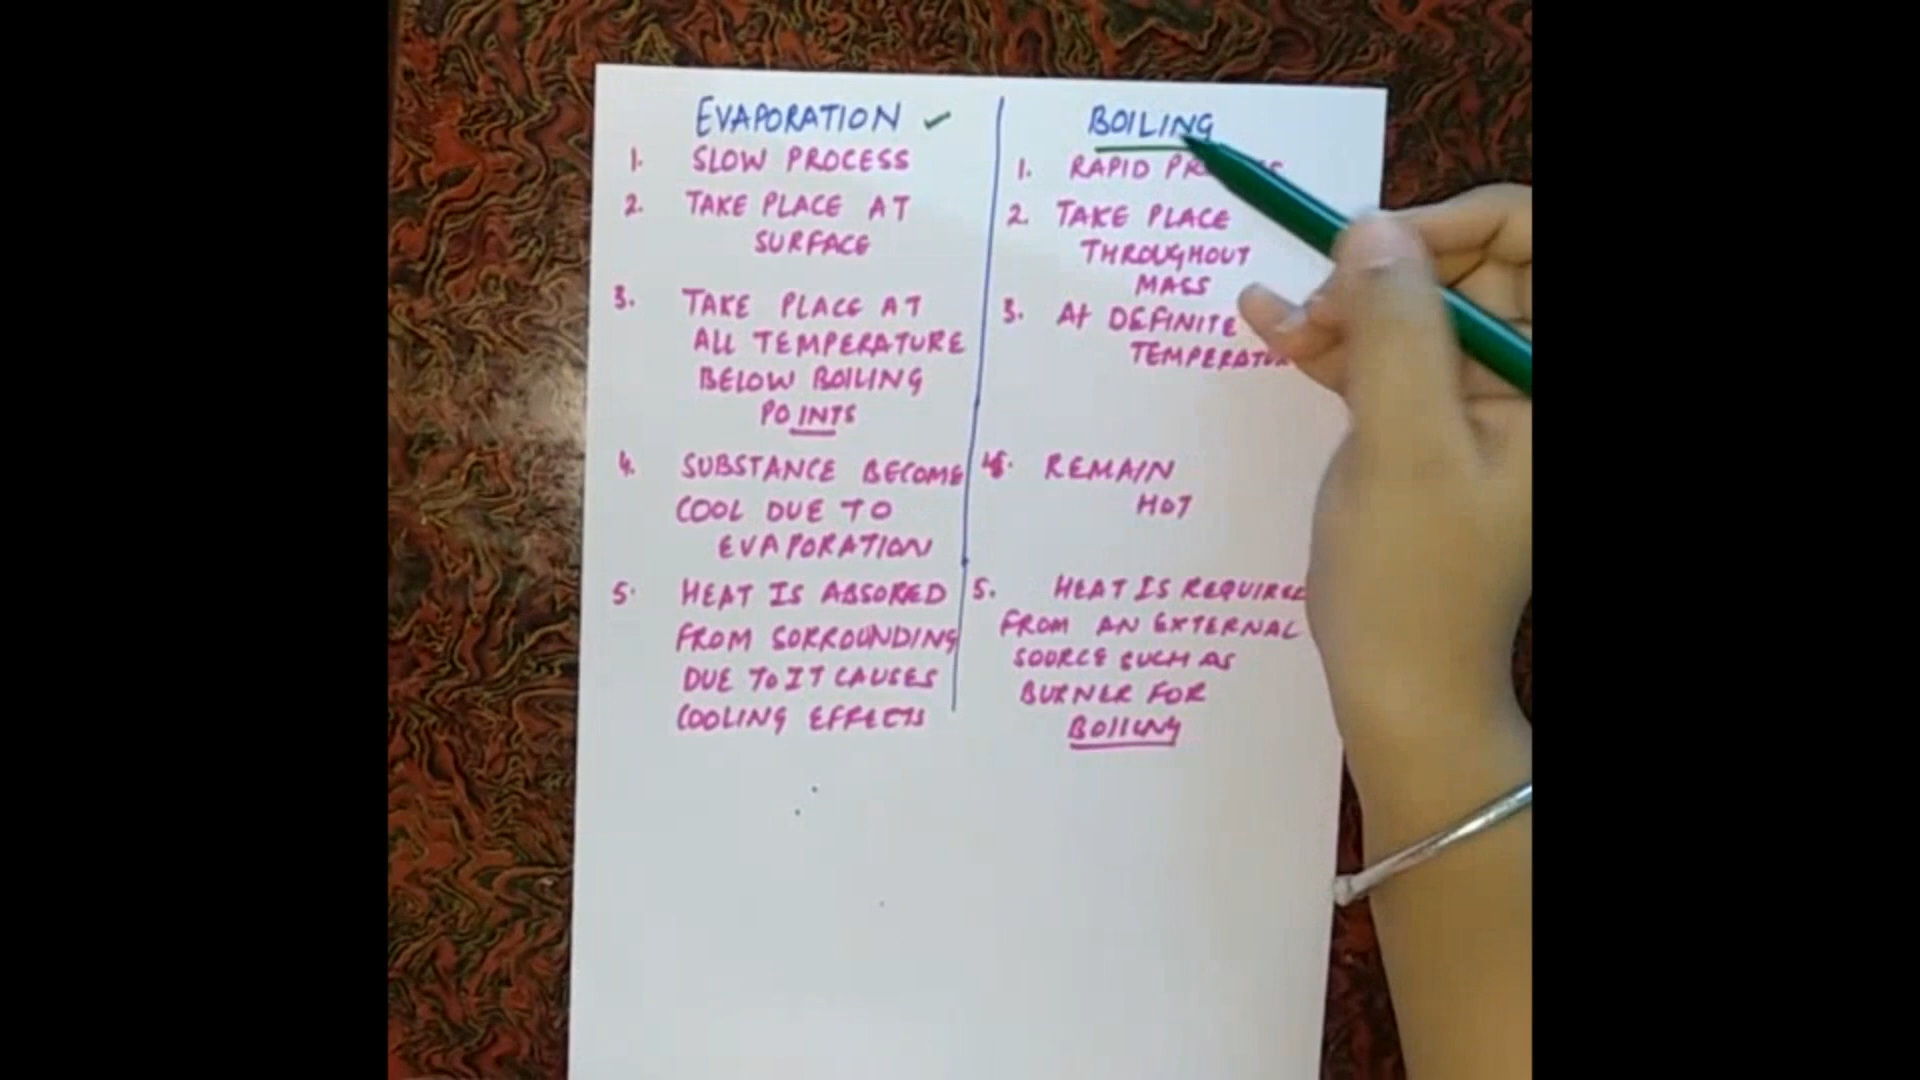 EVAPORATION ✓
1. SLOW PROCESS
2. TAKE PLACE AT
SURFACE
3. TAKE PLACE AT
ALL TEMPERATURE
BELOW BOILING
POINTS
4. SUBSTANCE BECOME
COOL DUE TO
EVAPORATION
5. HEAT IS ABSORED
FROM SORROUNDING
DUE TO IT CAUSES
COOLING EFFECTS
BOILING
1. RAPID
2. TAKE PLACE
THROUGHOUT
MASS
3. At DEFINITE
4. REMAIN
HOT
5. HEAT IS REQUIRED
FROM AN EXTERNAL
SOURCE SUCH AS
BURNER FOR
BOILING